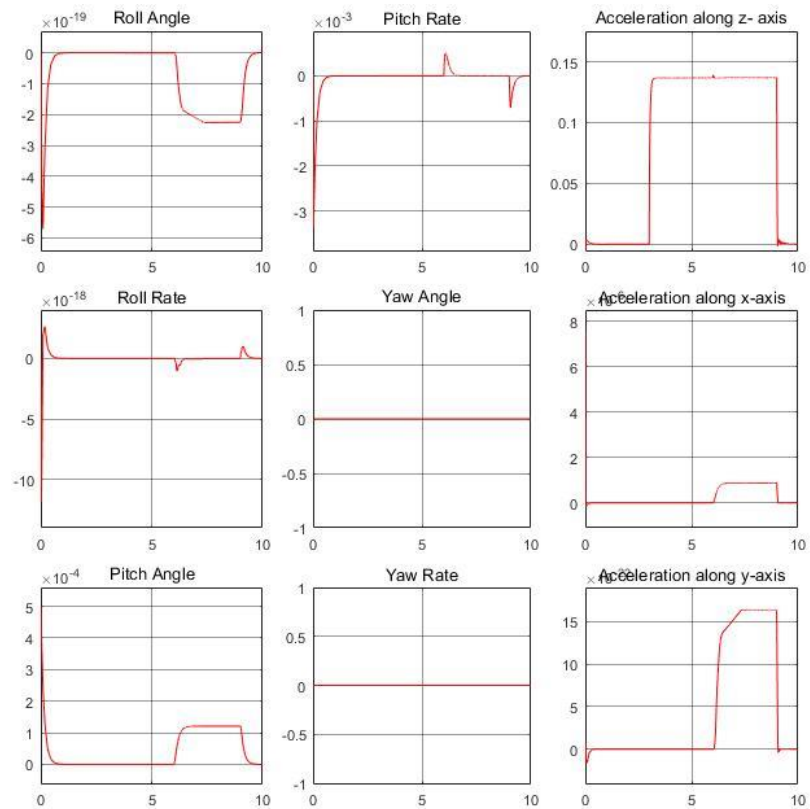 ×10⁻¹⁹ Roll Angle
0
-1
-2
-3
-4
-5
-6
0 5 10
×10⁻³ Pitch Rate
0
-1
-2
-3
0 5 10
Acceleration along z- axis
0.15
0.1
0.05
0
0 5 10
×10⁻¹⁸ Roll Rate
0
-5
-10
0 5 10
Yaw Angle
1
0.5
0
-0.5
-1
0 5 10
Acceleration along x-axis
8
6
4
2
0
0 5 10
×10⁻⁴ Pitch Angle
5
4
3
2
1
0
0 5 10
Yaw Rate
1
0.5
0
-0.5
-1
0 5 10
Acceleration along y-axis
15
10
5
0
0 5 10